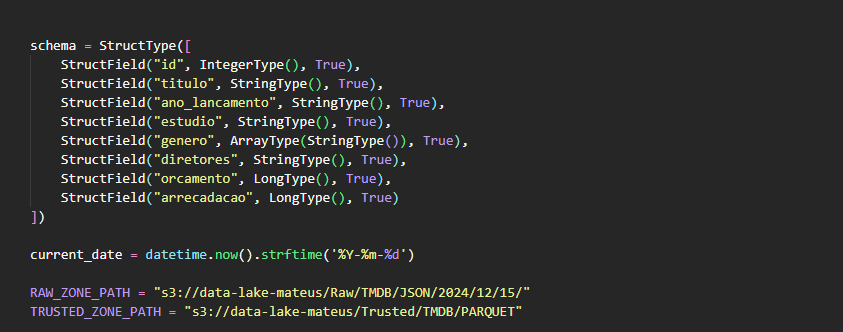 schema = StructType([
    StructField("id", IntegerType(), True),
    StructField("titulo", StringType(), True),
    StructField("ano_lancamento", StringType(), True),
    StructField("estudio", StringType(), True),
    StructField("genero", ArrayType(StringType()), True),
    StructField("diretores", StringType(), True),
    StructField("orcamento", LongType(), True),
    StructField("arrecadacao", LongType(), True)
])
current_date = datetime.now().strftime('%Y-%m-%d')
RAW_ZONE_PATH = "s3://data-lake-mateus/Raw/TMDB/JSON/2024/12/15/"
TRUSTED_ZONE_PATH = "s3://data-lake-mateus/Trusted/TMDB/PARQUET"